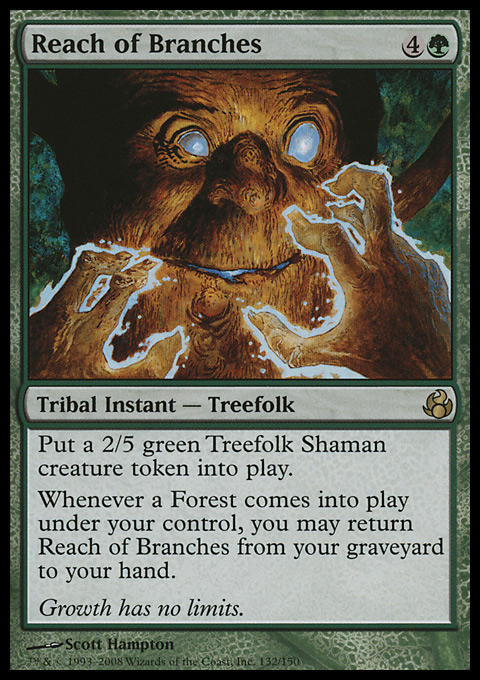 Reach of Branches 4
Tribal Instant — Treefolk
Put a 2/5 green Treefolk Shaman
creature token into play.
Whenever a Forest comes into play
under your control, you may return
Reach of Branches from your graveyard
to your hand.
Growth has no limits.
Scott Hampton
™ & © 1993-2008 Wizards of the Coast, Inc. 132/150